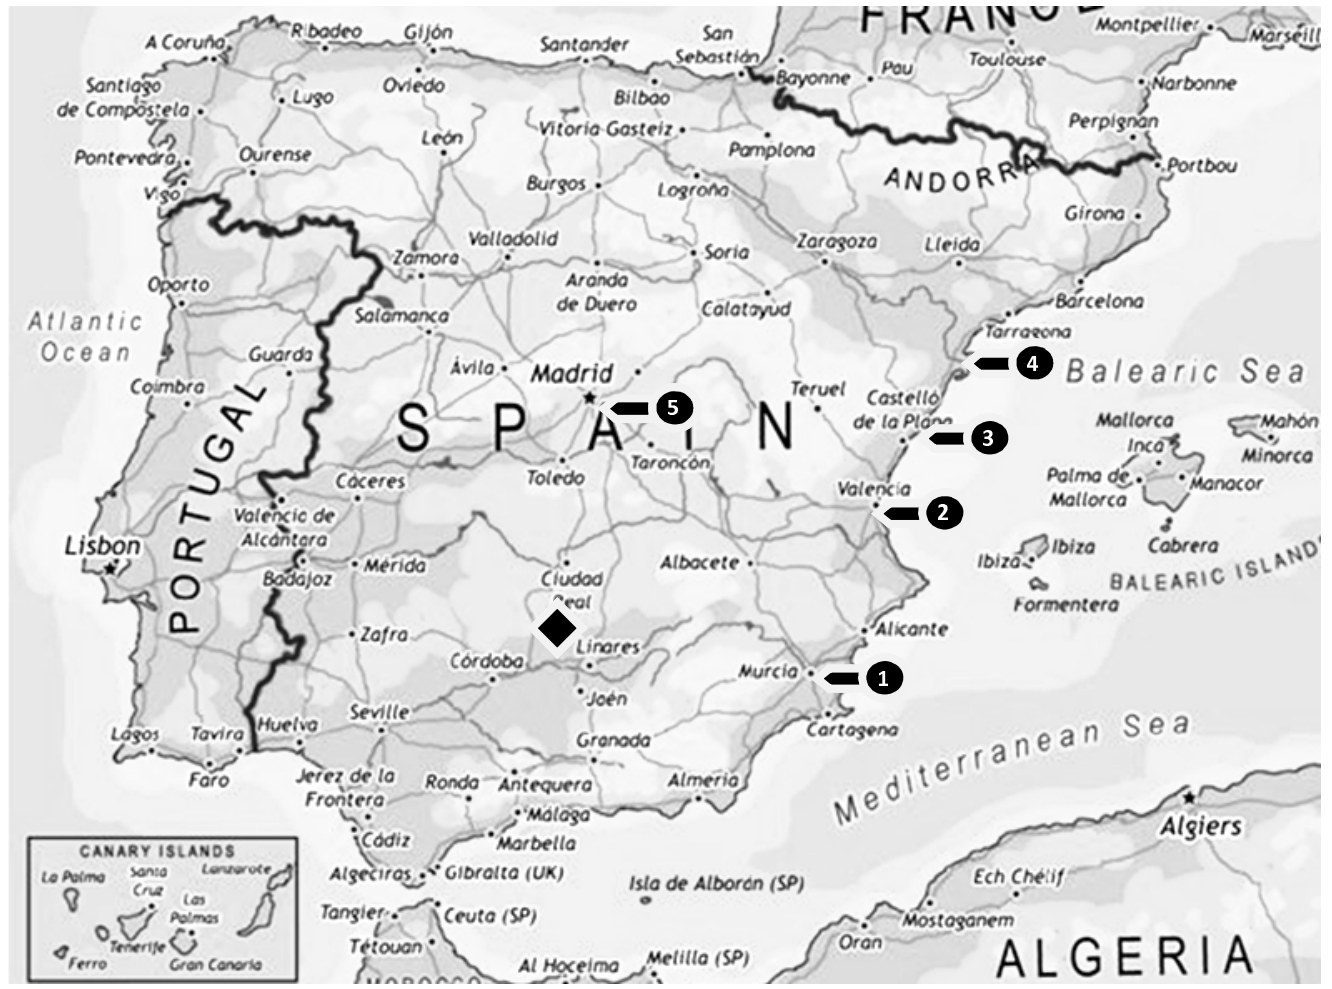 FRANCE
Montpellier
Marseill
A Coruña
Ribadeo
Gijón
Santander
San
Sebastián
Bayonne
Pau
Toulouse
Narbonne
Santiago
de Compostela
Lugo
Oviedo
Bilbao
Vitoria-Gasteiz
Pamplona
Perpignan
Portbou
León
Pontevedra
Ourense
Vigo
Burgos
Logroña
ANDORRA
Girona
Valladolid
Zamora
Soria
Zaragoza
Lleida
Oporto
Aranda
de Duero
Calatayud
Barcelona
Atlantic
Ocean
Salamanca
Tarragona
Guarda
Ávila
Madrid
4
Balearic Sea
Coimbra
Teruel
Castelló
de la Plana
5
3
SPAIN
PORTUGAL
Mallorca
Inca
Mahón
Minorca
Toledo
Taroncón
Palma de
Mallorca
Manacor
Cáceres
Valencia
2
Valencia de
Alcántara
Lisbon
Badajoz
Mérida
Ciudad
Real
Albacete
Ibiza
Ibiza
Cabrera
BALEARIC ISLANDS
Formentera
Zafra
Linares
Alicante
Córdoba
Murcia
1
Jaén
Seville
Huelva
Lagos
Tavira
Faro
Granada
Cartagena
Mediterranean Sea
Jerez de la
Frontera
Ronda
Antequera
Almeria
Málaga
Cádiz
Marbella
Algiers
CANARY ISLANDS
La Palma
Santa
Cruz
Lanzarote
Las
Palmas
Tenerife
Ferro
Gran Canaria
Algeciras
Gibralta (UK)
Isla de Alborán (SP)
Ech Chélif
Tangier
Ceuta (SP)
Mostaganem
Tétouan
Oran
Al Hoceima
Melilla (SP)
ALGERIA
MOROCCO